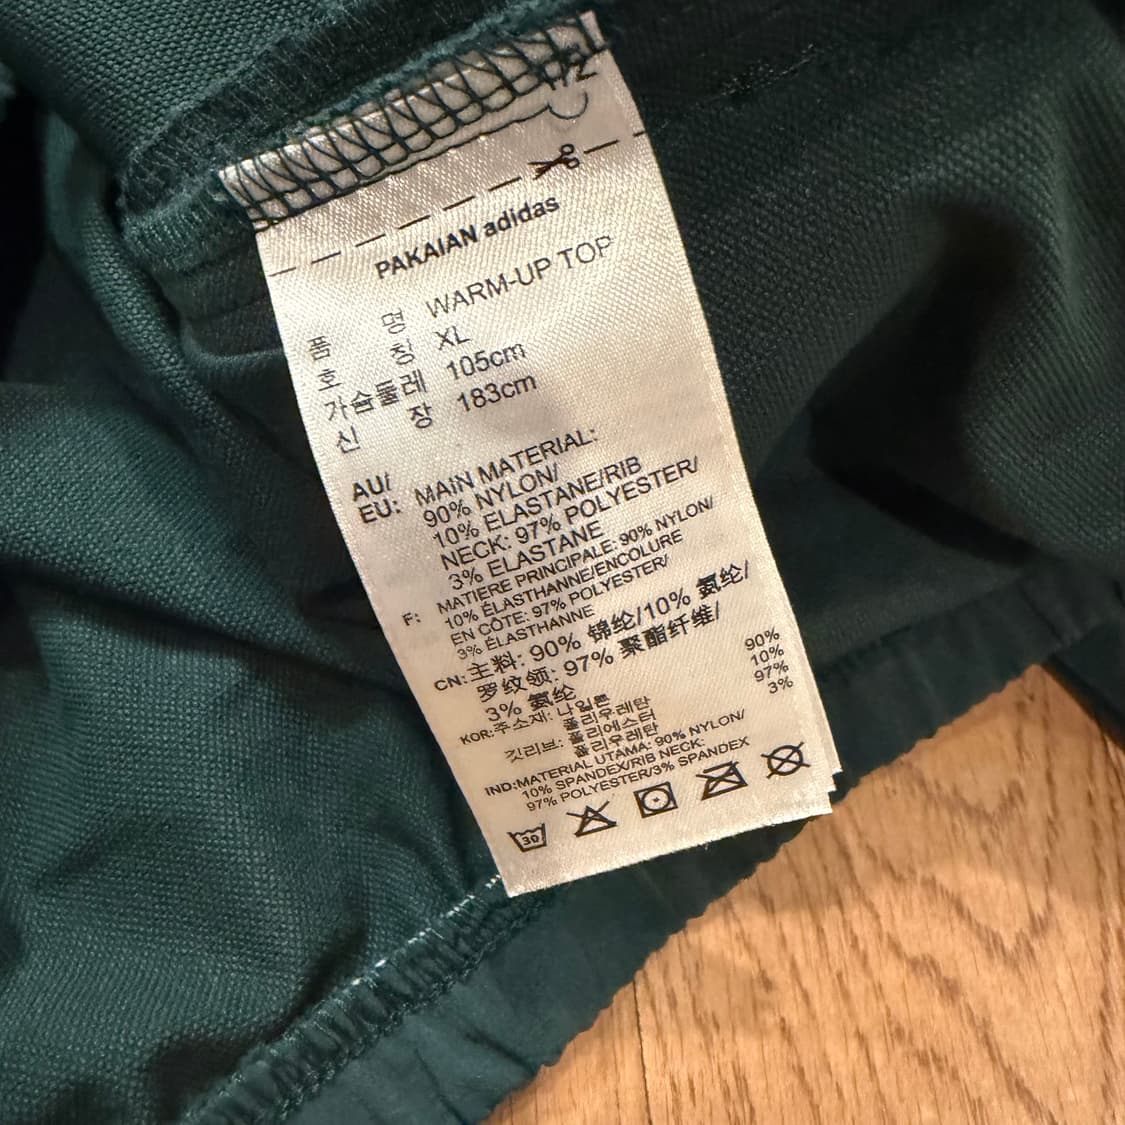 PAKAIAN adidas
품 명 WARM-UP TOP
호 칭 XL
가슴둘레 105cm
신 장 183cm
AU/
EU: MAIN MATERIAL:
90% NYLON/
10% ELASTANE/RIB
NECK: 97% POLYESTER/
3% ELASTANE
F: MATIERE PRINCIPALE: 90% NYLON/
10% ÉLASTHANNE/ENCOLURE
EN CÔTE: 97% POLYESTER/
3% ÉLASTHANNE
CN: 主料: 90% 锦纶/10% 氨纶/
罗纹领: 97% 聚酯纤维/
3% 氨纶
KOR: 주소재: 나일론 90%
폴리우레탄 10%
깃리브: 폴리에스터 97%
폴리우레탄 3%
IND: MATERIAL UTAMA: 90% NYLON/
10% SPANDEX/RIB NECK:
97% POLYESTER/3% SPANDEX
30